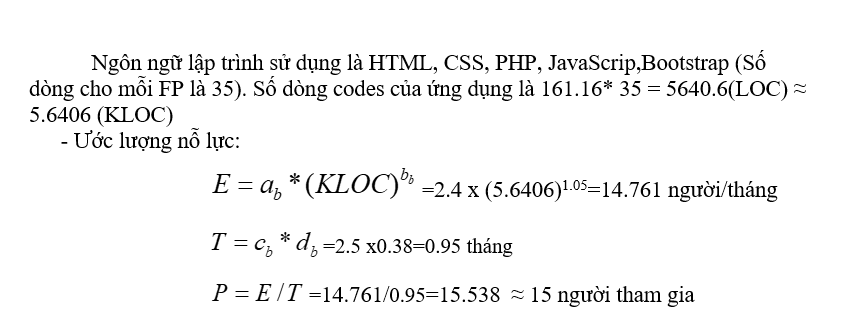 Ngôn ngữ lập trình sử dụng là HTML, CSS, PHP, JavaScrip,Bootstrap (Số
dòng cho mỗi FP là 35). Số dòng codes của ứng dụng là 161.16* 35 = 5640.6(LOC) ≈
5.6406 (KLOC)
- Ước lượng nỗ lực:
E = a_b * (KLOC)^{b_b} =2.4 x (5.6406)^{1.05}=14.761 người/tháng
T = c_b * d_b =2.5 x0.38=0.95 tháng
P = E / T =14.761/0.95=15.538 ≈ 15 người tham gia